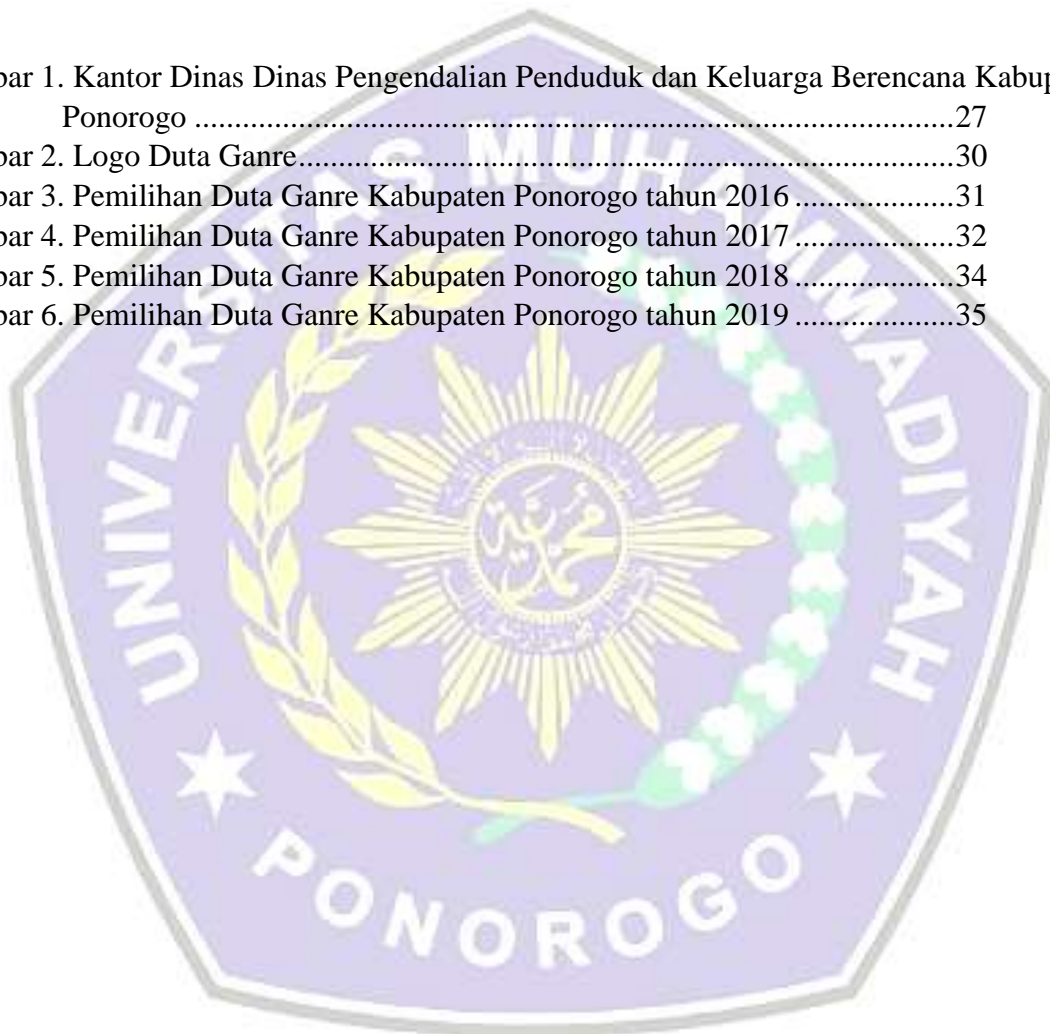 bar 1. Kantor Dinas Dinas Pengendalian Penduduk dan Keluarga Berencana Kabup
Ponorogo ................................................................................27
bar 2. Logo Duta Ganre.....................................................................30
bar 3. Pemilihan Duta Ganre Kabupaten Ponorogo tahun 2016 .................31
bar 4. Pemilihan Duta Ganre Kabupaten Ponorogo tahun 2017 .................32
bar 5. Pemilihan Duta Ganre Kabupaten Ponorogo tahun 2018 .................34
bar 6. Pemilihan Duta Ganre Kabupaten Ponorogo tahun 2019 .................35
UNIVERSITAS MUHAMMADIYAH
PONOROGO